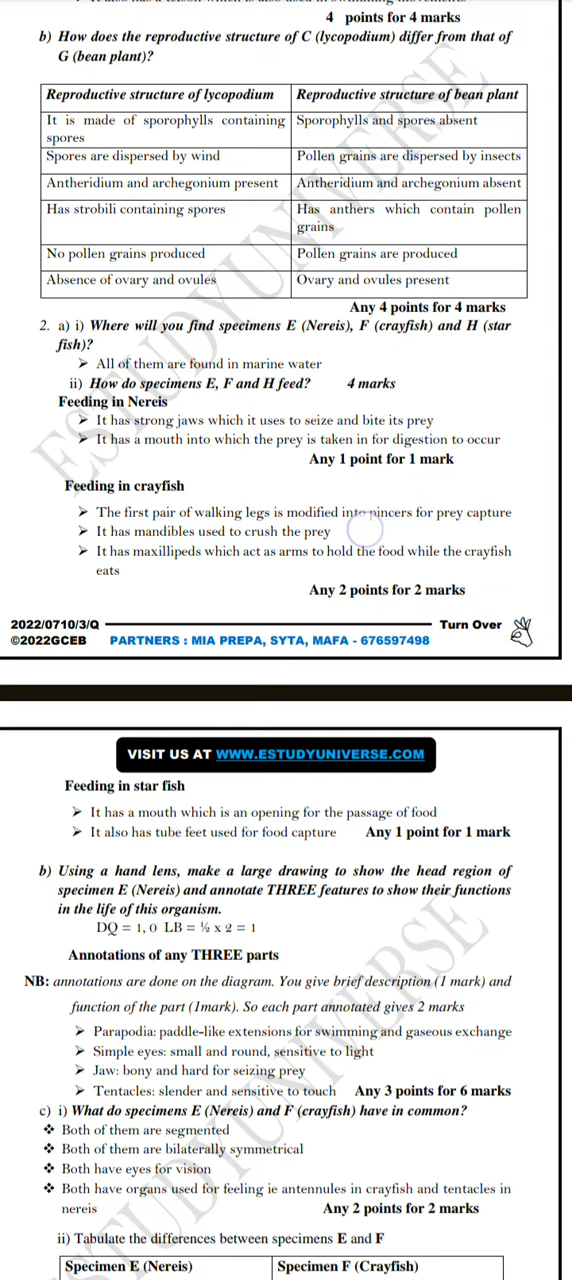 4 points for 4 marks
b) How does the reproductive structure of C (lycopodium) differ from that of
G (bean plant)?
Reproductive structure of lycopodium Reproductive structure of bean plant
It is made of sporophylls containing spores Sporophylls and spores absent
Spores are dispersed by wind Pollen grains are dispersed by insects
Antheridium and archegonium present Antheridium and archegonium absent
Has strobili containing spores Has anthers which contain pollen grains
No pollen grains produced Pollen grains are produced
Absence of ovary and ovules Ovary and ovules present
Any 4 points for 4 marks
2. a) i) Where will you find specimens E (Nereis), F (crayfish) and H (star
fish)?
➤ All of them are found in marine water
ii) How do specimens E, F and H feed? 4 marks
Feeding in Nereis
➤ It has strong jaws which it uses to seize and bite its prey
➤ It has a mouth into which the prey is taken in for digestion to occur
Any 1 point for 1 mark
Feeding in crayfish
➤ The first pair of walking legs is modified into pincers for prey capture
➤ It has mandibles used to crush the prey
➤ It has maxillipeds which act as arms to hold the food while the crayfish
eats
Any 2 points for 2 marks
2022/0710/3/Q Turn Over
©2022GCEB PARTNERS : MIA PREPA, SYTA, MAFA - 676597498
VISIT US AT WWW.ESTUDYUNIVERSE.COM
Feeding in star fish
➤ It has a mouth which is an opening for the passage of food
➤ It also has tube feet used for food capture Any 1 point for 1 mark
b) Using a hand lens, make a large drawing to show the head region of
specimen E (Nereis) and annotate THREE features to show their functions
in the life of this organism.
DQ = 1, 0 LB = ½ x 2 = 1
Annotations of any THREE parts
NB: annotations are done on the diagram. You give brief description (1 mark) and
function of the part (1mark). So each part annotated gives 2 marks
➤ Parapodia: paddle-like extensions for swimming and gaseous exchange
➤ Simple eyes: small and round, sensitive to light
➤ Jaw: bony and hard for seizing prey
➤ Tentacles: slender and sensitive to touch Any 3 points for 6 marks
c) i) What do specimens E (Nereis) and F (crayfish) have in common?
❖ Both of them are segmented
❖ Both of them are bilaterally symmetrical
❖ Both have eyes for vision
❖ Both have organs used for feeling ie antennules in crayfish and tentacles in
nereis Any 2 points for 2 marks
ii) Tabulate the differences between specimens E and F
Specimen E (Nereis) Specimen F (Crayfish)
ESTUDYUNIVERSE
ESTUDYUNIVERSE